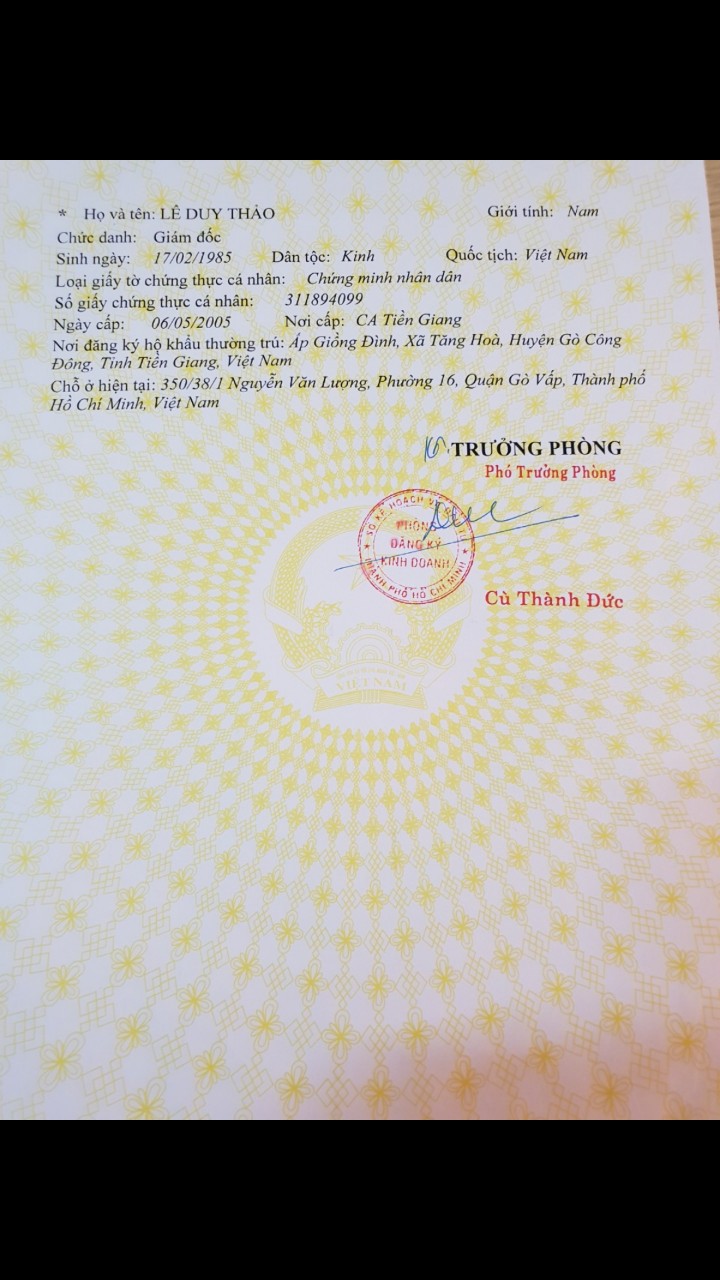 * Họ và tên: LÊ DUY THẢO Giới tính: Nam
Chức danh: Giám đốc
Sinh ngày: 17/02/1985 Dân tộc: Kinh Quốc tịch: Việt Nam
Loại giấy tờ chứng thực cá nhân: Chứng minh nhân dân
Số giấy chứng thực cá nhân: 311894099
Ngày cấp: 06/05/2005 Nơi cấp: CA Tiền Giang
Nơi đăng ký hộ khẩu thường trú: Ấp Giồng Đình, Xã Tăng Hoà, Huyện Gò Công
Đông, Tỉnh Tiền Giang, Việt Nam
Chỗ ở hiện tại: 350/38/1 Nguyễn Văn Lượng, Phường 16, Quận Gò Vấp, Thành phố
Hồ Chí Minh, Việt Nam
TRƯỞNG PHÒNG
Phó Trưởng Phòng
SỞ KẾ HOẠCH VÀ
PHÒNG
ĐĂNG KÝ
KINH DOANH
THÀNH PHỐ HỒ CHÍ MINH
Cù Thành Đức
VIỆT NAM